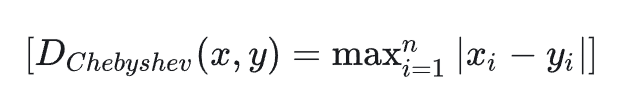 [D_{Chebyshev}(x, y) = \max_{i=1}^{n} |x_i - y_i|]